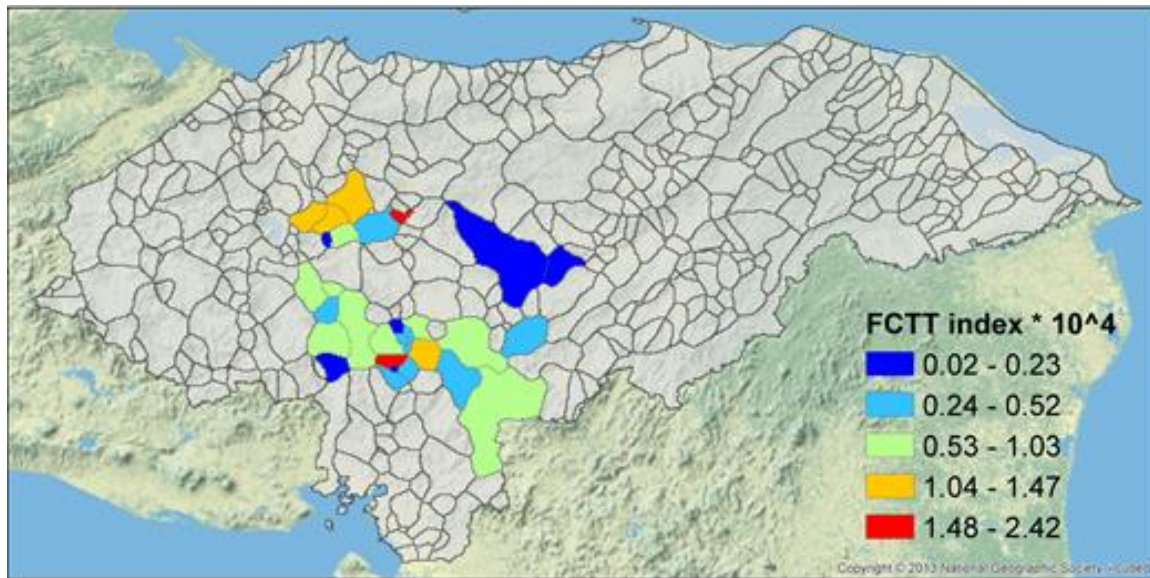 FCTT index * 10^4
0.02 - 0.23
0.24 - 0.52
0.53 - 1.03
1.04 - 1.47
1.48 - 2.42
Copyright © 2013 National Geographic Society, i-cubed